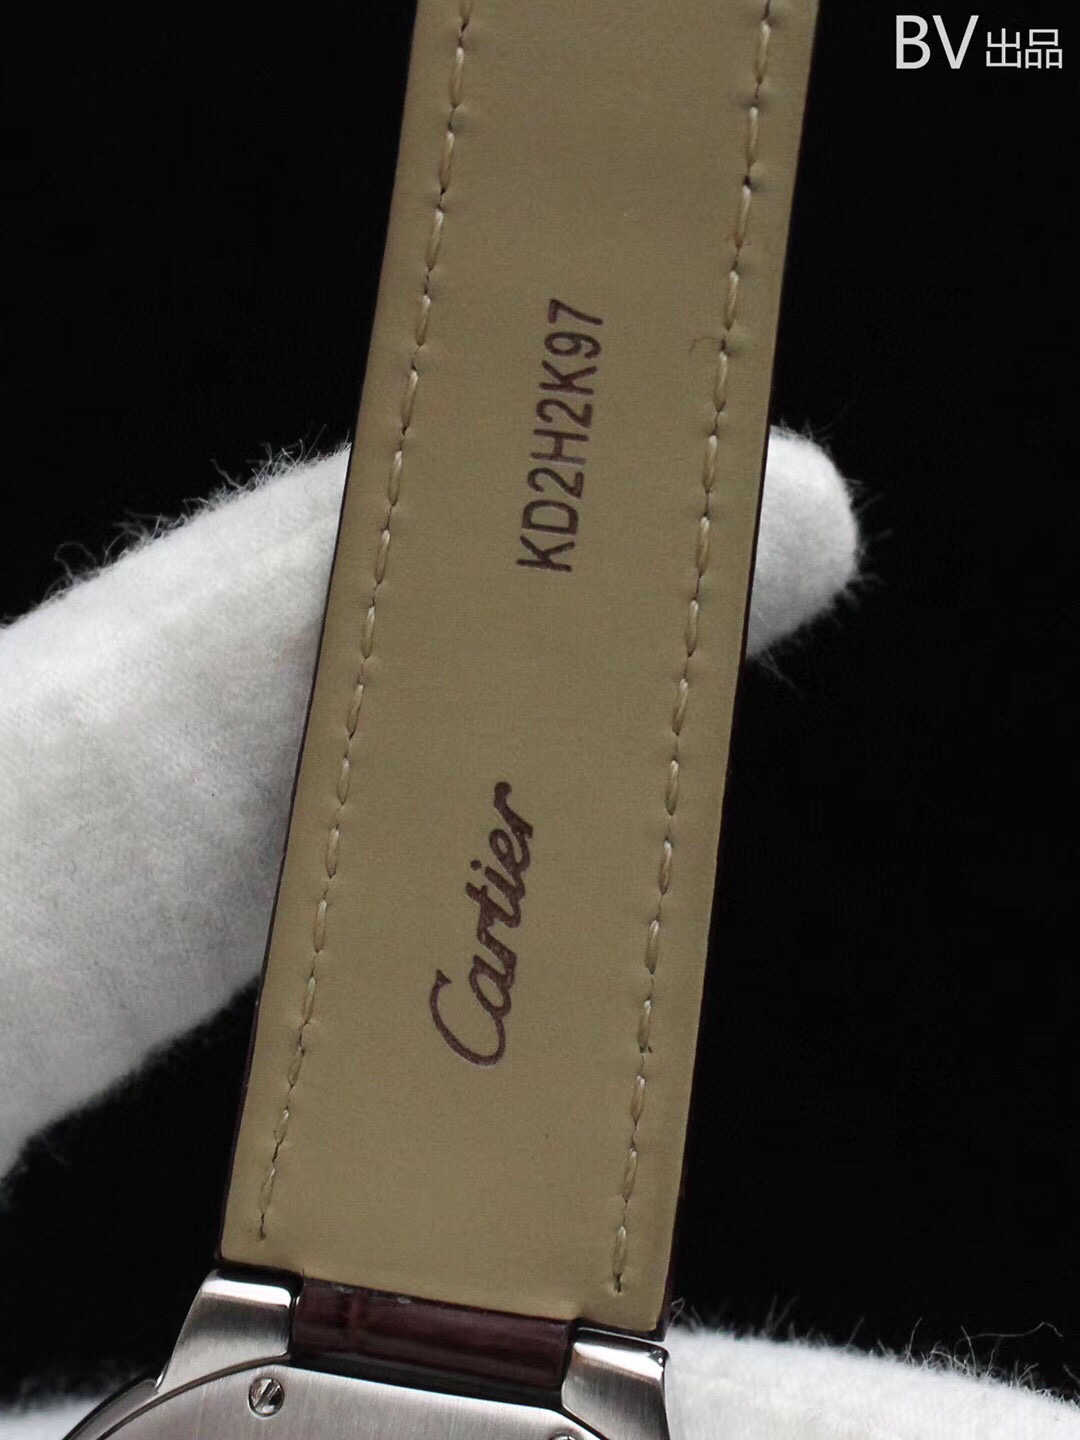 BV出品
KD2H2K97
Cartier